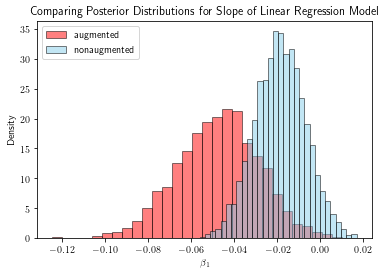 Comparing Posterior Distributions for Slope of Linear Regression Model
augmented
nonaugmented
Density
35
30
25
20
15
10
5
0
−0.12 −0.10 −0.08 −0.06 −0.04 −0.02 0.00 0.02
β₁